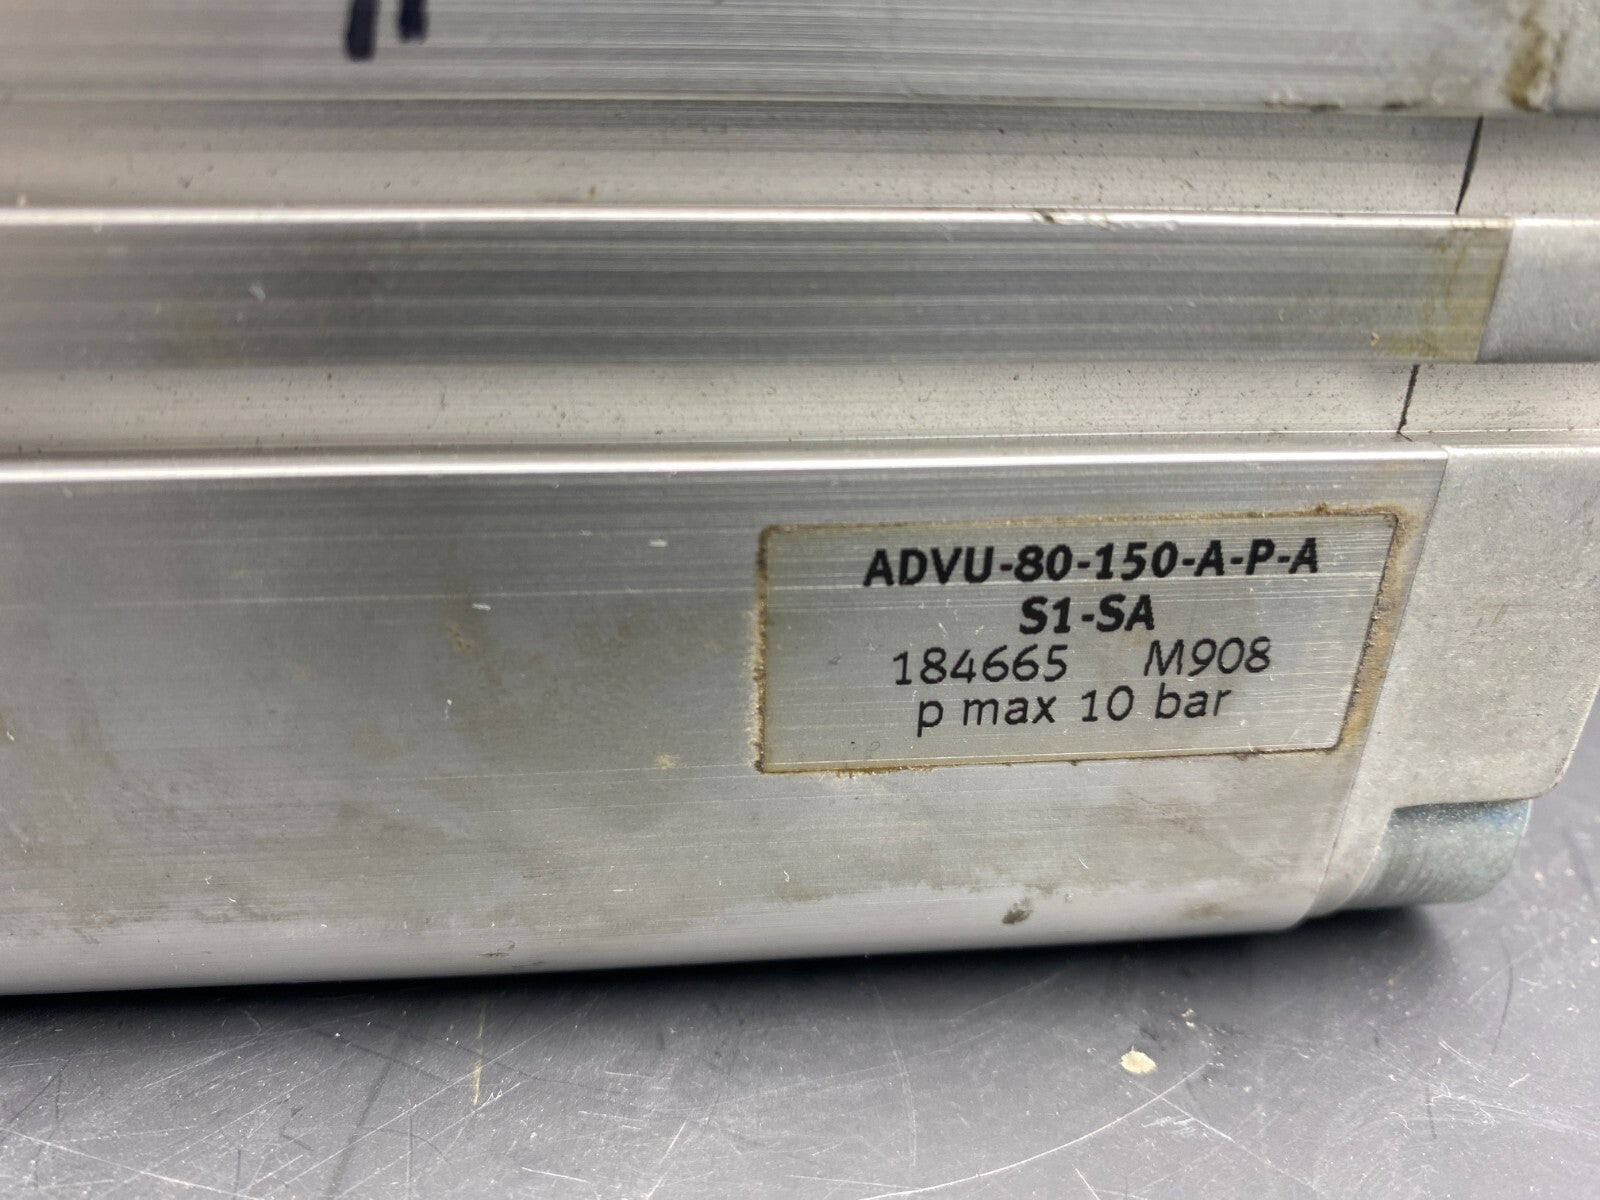 ADVU-80-150-A-P-A
S1-SA
184665 M908
p max 10 bar